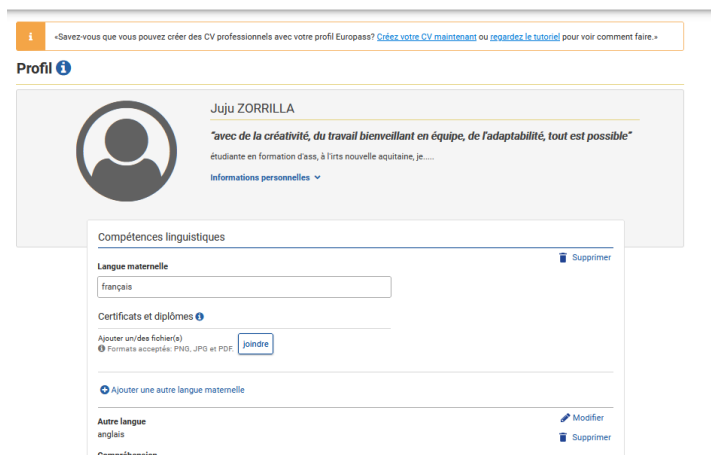 i «Savez-vous que vous pouvez créer des CV professionnels avec votre profil Europass? Créez votre CV maintenant ou regardez le tutoriel pour voir comment faire.»
Profil i
Juju ZORRILLA
"avec de la créativité, du travail bienveillant en équipe, de l'adaptabilité, tout est possible"
étudiante en formation d'ass, à l'irts nouvelle aquitaine, je.....
Informations personnelles
Compétences linguistiques
Supprimer
Langue maternelle
français
Certificats et diplômes i
Ajouter un/des fichier(s)
Formats acceptés: PNG, JPG et PDF.
joindre
Ajouter une autre langue maternelle
Autre langue
Modifier
anglais
Supprimer
Compréhension